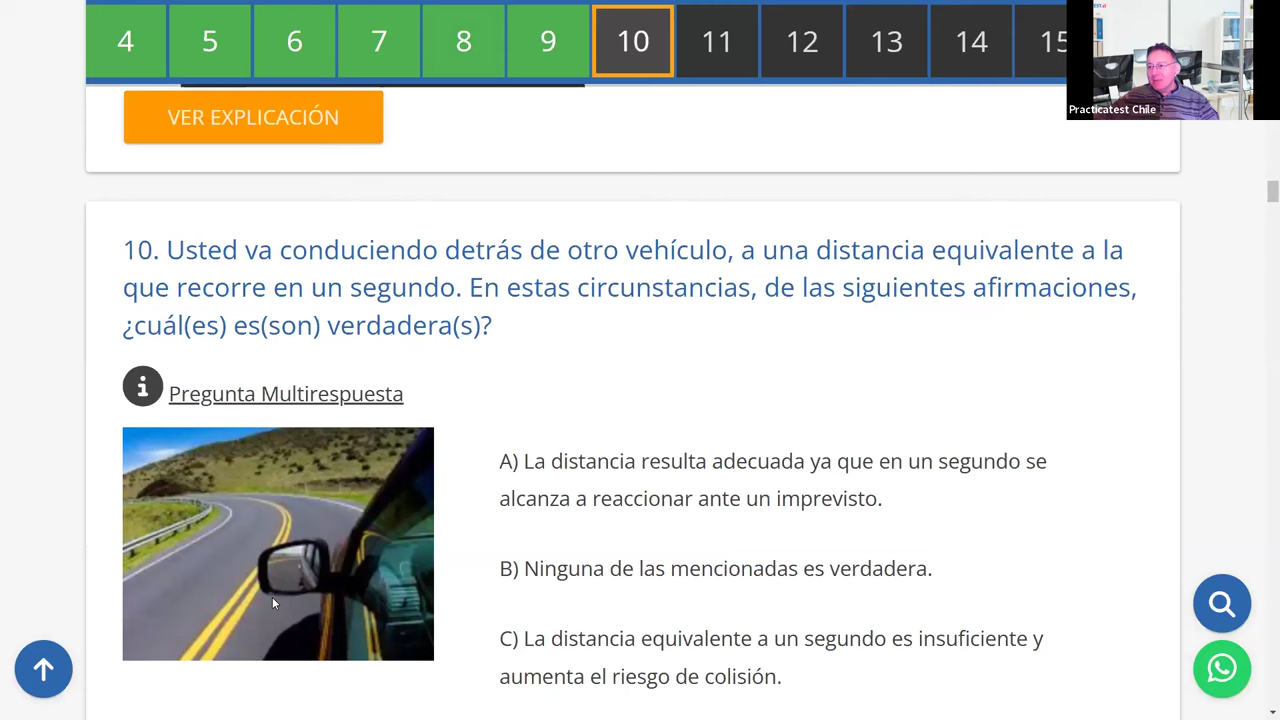 4 5 6 7 8 9 10 11 12 13 14 15
Practicatest Chile
VER EXPLICACIÓN
10. Usted va conduciendo detrás de otro vehículo, a una distancia equivalente a la
que recorre en un segundo. En estas circunstancias, de las siguientes afirmaciones,
¿cuál(es) es(son) verdadera(s)?
Pregunta Multirespuesta
A) La distancia resulta adecuada ya que en un segundo se
alcanza a reaccionar ante un imprevisto.
B) Ninguna de las mencionadas es verdadera.
C) La distancia equivalente a un segundo es insuficiente y
aumenta el riesgo de colisión.